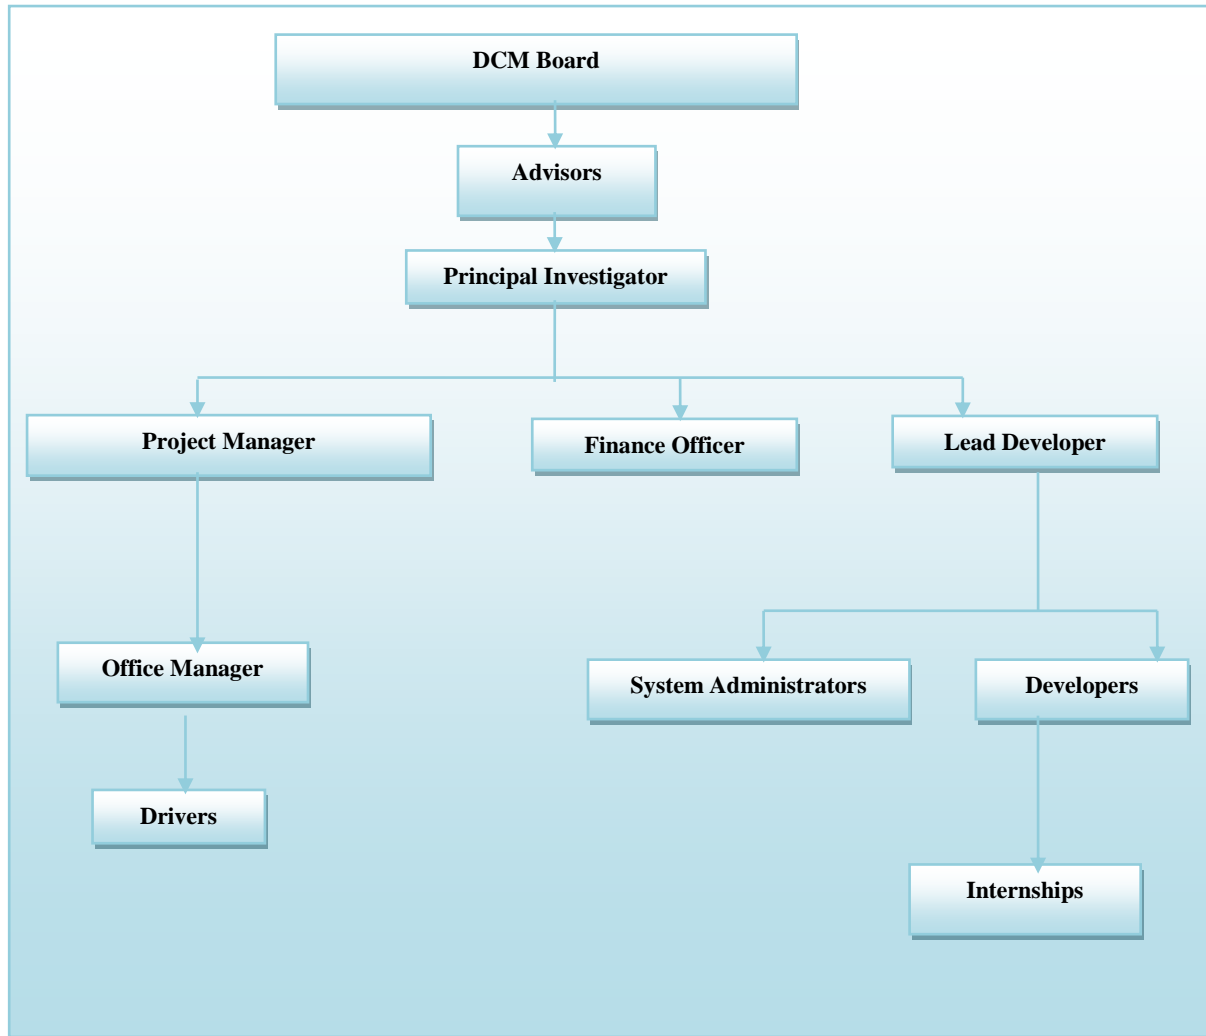 DCM Board
Advisors
Principal Investigator
Project Manager
Finance Officer
Lead Developer
Office Manager
System Administrators
Developers
Drivers
Internships